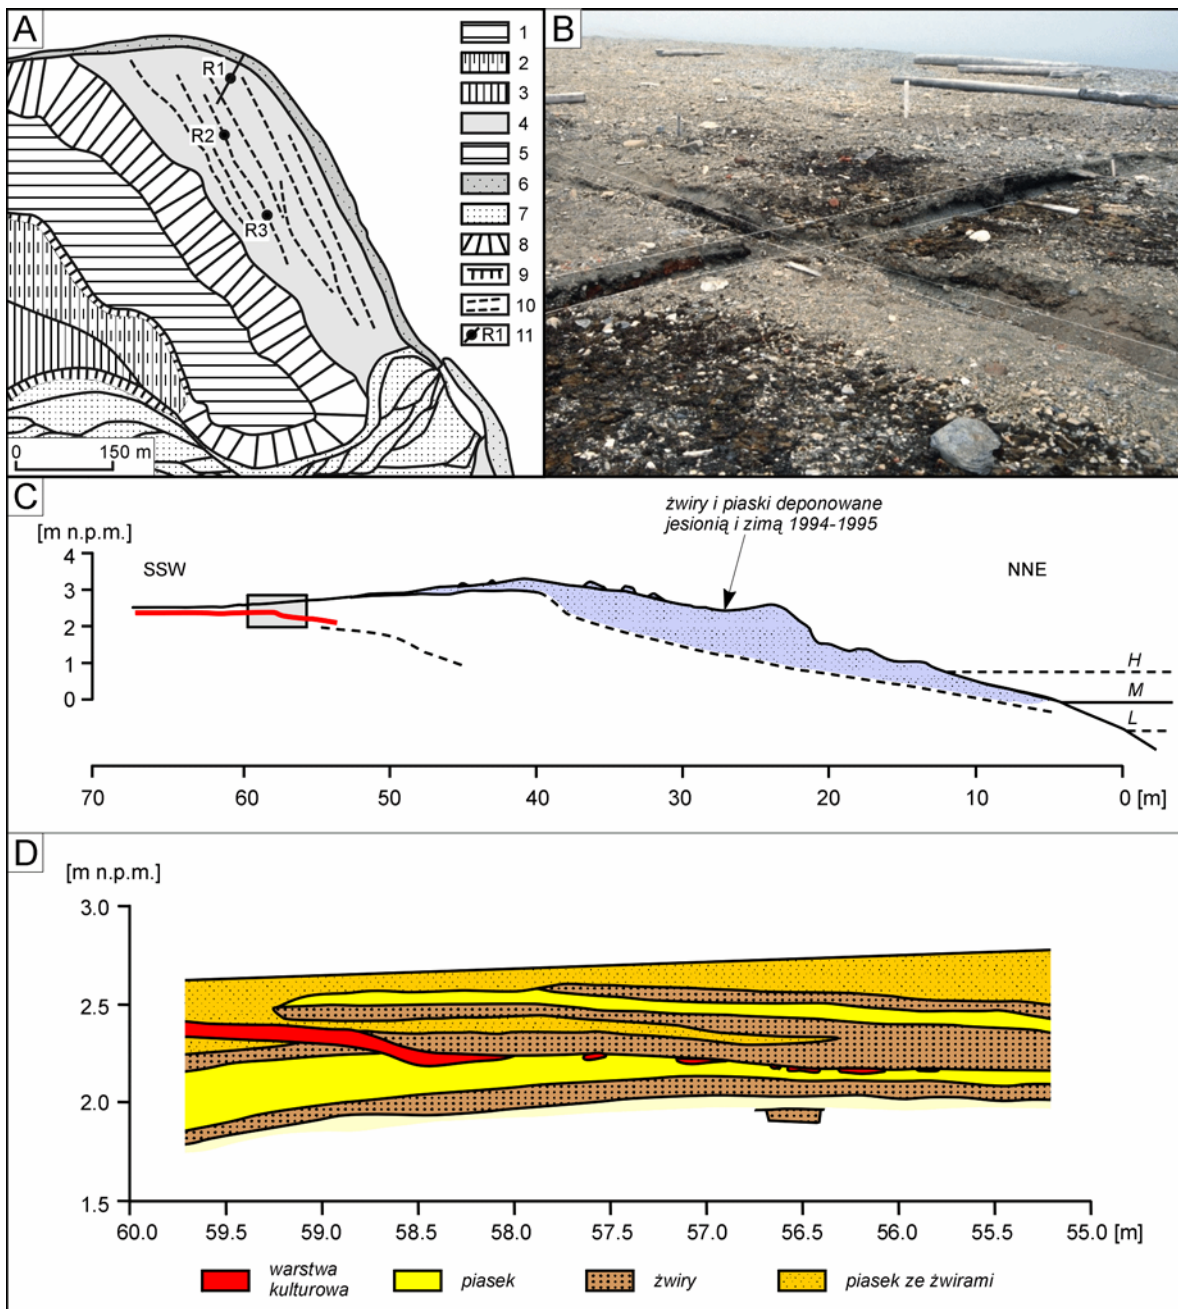 A
R1
R2
R3
0 150 m
1
2
3
4
5
6
7
8
9
10
R1 11
B
C
żwiry i piaski deponowane
jesionią i zimą 1994-1995
[m n.p.m.]
SSW
NNE
4
3
2
1
0
H
M
L
70 60 50 40 30 20 10 0 [m]
D
[m n.p.m.]
3.0
2.5
2.0
1.5
60.0 59.5 59.0 58.5 58.0 57.5 57.0 56.5 56.0 55.5 55.0 [m]
warstwa
kulturowa
piasek
żwiry
piasek ze żwirami